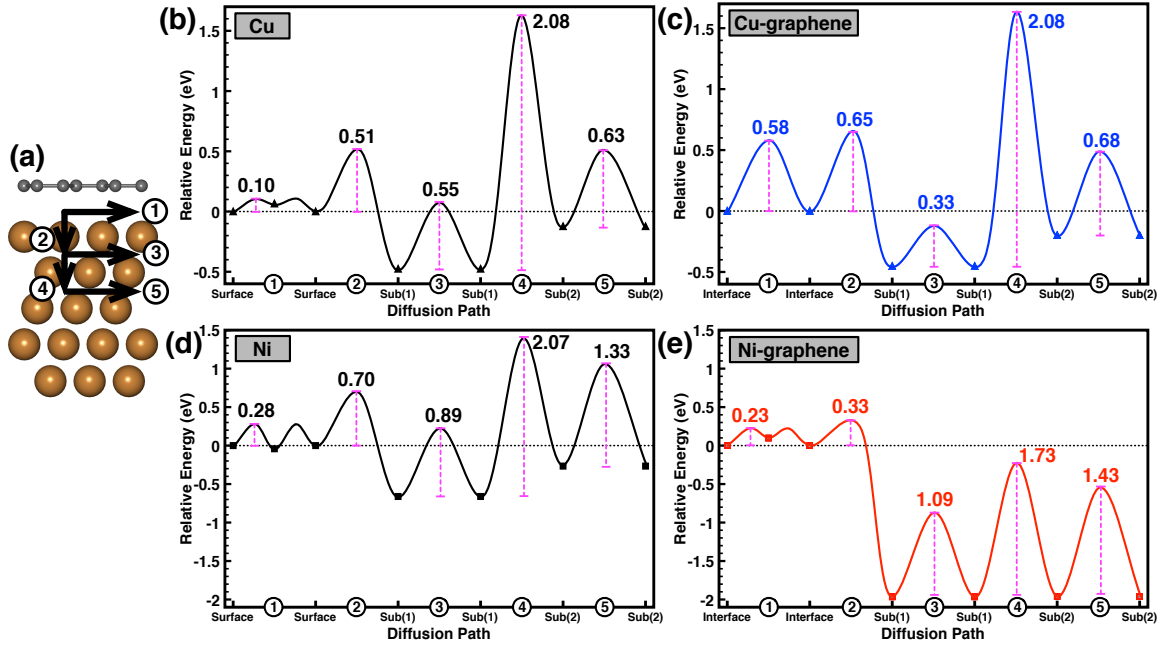 (a)
①
②
③
④
⑤
(b)
Cu
Relative Energy (eV)
1.5
1
0.5
0
-0.5
0.10
0.51
0.55
2.08
0.63
Surface ① Surface ② Sub(1) ③ Sub(1) ④ Sub(2) ⑤ Sub(2)
Diffusion Path
(c)
Cu-graphene
Relative Energy (eV)
1.5
1
0.5
0
-0.5
0.58
0.65
0.33
2.08
0.68
Interface ① Interface ② Sub(1) ③ Sub(1) ④ Sub(2) ⑤ Sub(2)
Diffusion Path
(d)
Ni
Relative Energy (eV)
1.5
1
0.5
0
-0.5
-1
-1.5
-2
0.28
0.70
0.89
2.07
1.33
Surface ① Surface ② Sub(1) ③ Sub(1) ④ Sub(2) ⑤ Sub(2)
Diffusion Path
(e)
Ni-graphene
Relative Energy (eV)
1.5
1
0.5
0
-0.5
-1
-1.5
-2
0.23
0.33
1.09
1.73
1.43
Interface ① Interface ② Sub(1) ③ Sub(1) ④ Sub(2) ⑤ Sub(2)
Diffusion Path